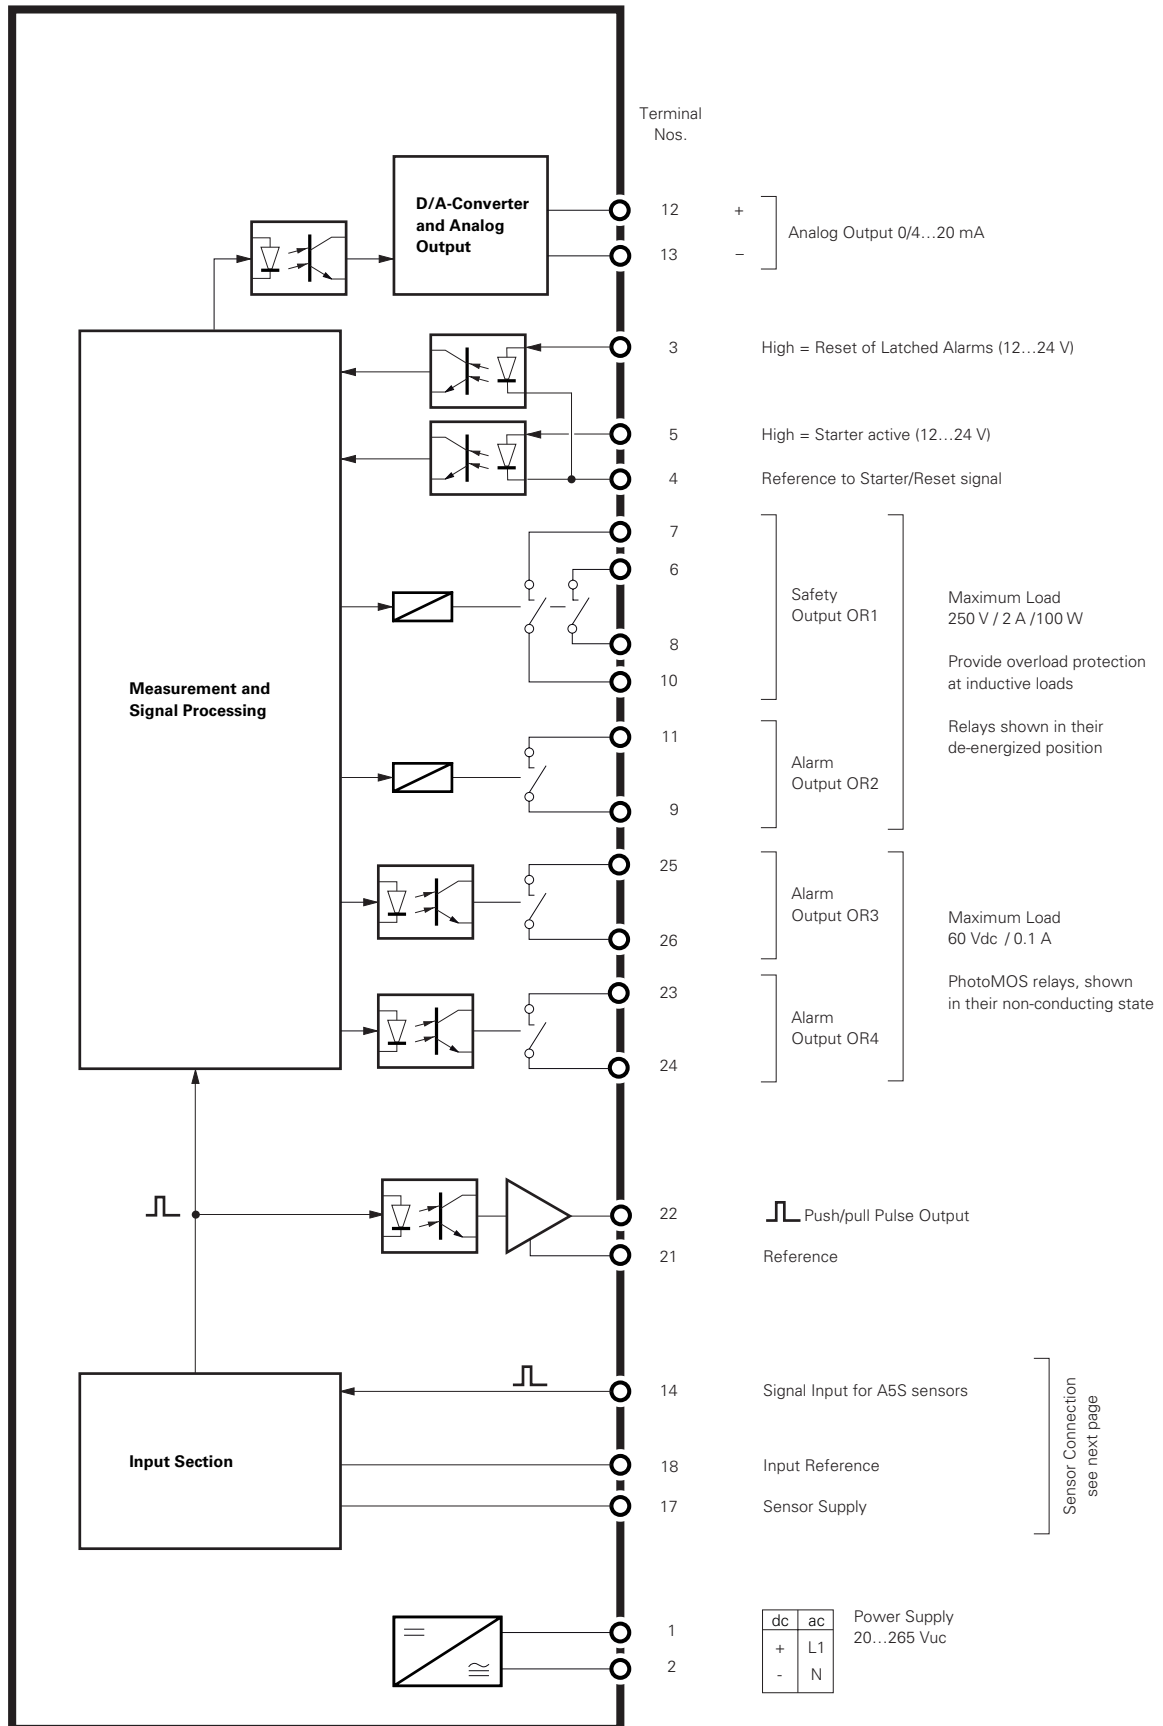 Terminal
Nos.
D/A-Converter
and Analog
Output
12 +
13 –
Analog Output 0/4...20 mA
3 High = Reset of Latched Alarms (12...24 V)
5 High = Starter active (12...24 V)
4 Reference to Starter/Reset signal
7
6
8
10
Safety
Output OR1
Maximum Load
250 V / 2 A /100 W
Provide overload protection
at inductive loads
Relays shown in their
de-energized position
Measurement and
Signal Processing
11
9
Alarm
Output OR2
25
26
Alarm
Output OR3
Maximum Load
60 Vdc / 0.1 A
PhotoMOS relays, shown
in their non-conducting state
23
24
Alarm
Output OR4
22 Push/pull Pulse Output
21 Reference
14 Signal Input for A5S sensors
Input Section
18 Input Reference
17 Sensor Supply
Sensor Connection
see next page
1
2
dc ac
+ L1
- N
Power Supply
20...265 Vuc